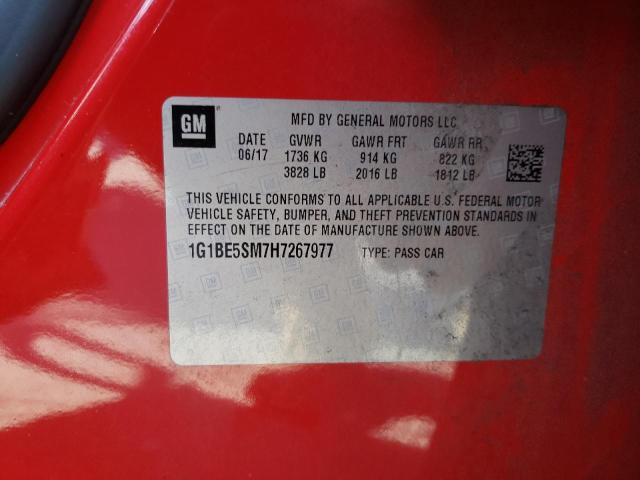 GM
MFD BY GENERAL MOTORS LLC
DATE GVWR GAWR FRT GAWR RR
06/17 1736 KG 914 KG 822 KG
3828 LB 2016 LB 1812 LB
THIS VEHICLE CONFORMS TO ALL APPLICABLE U.S. FEDERAL MOTOR
VEHICLE SAFETY, BUMPER, AND THEFT PREVENTION STANDARDS IN
EFFECT ON THE DATE OF MANUFACTURE SHOWN ABOVE.
1G1BE5SM7H7267977 TYPE: PASS CAR